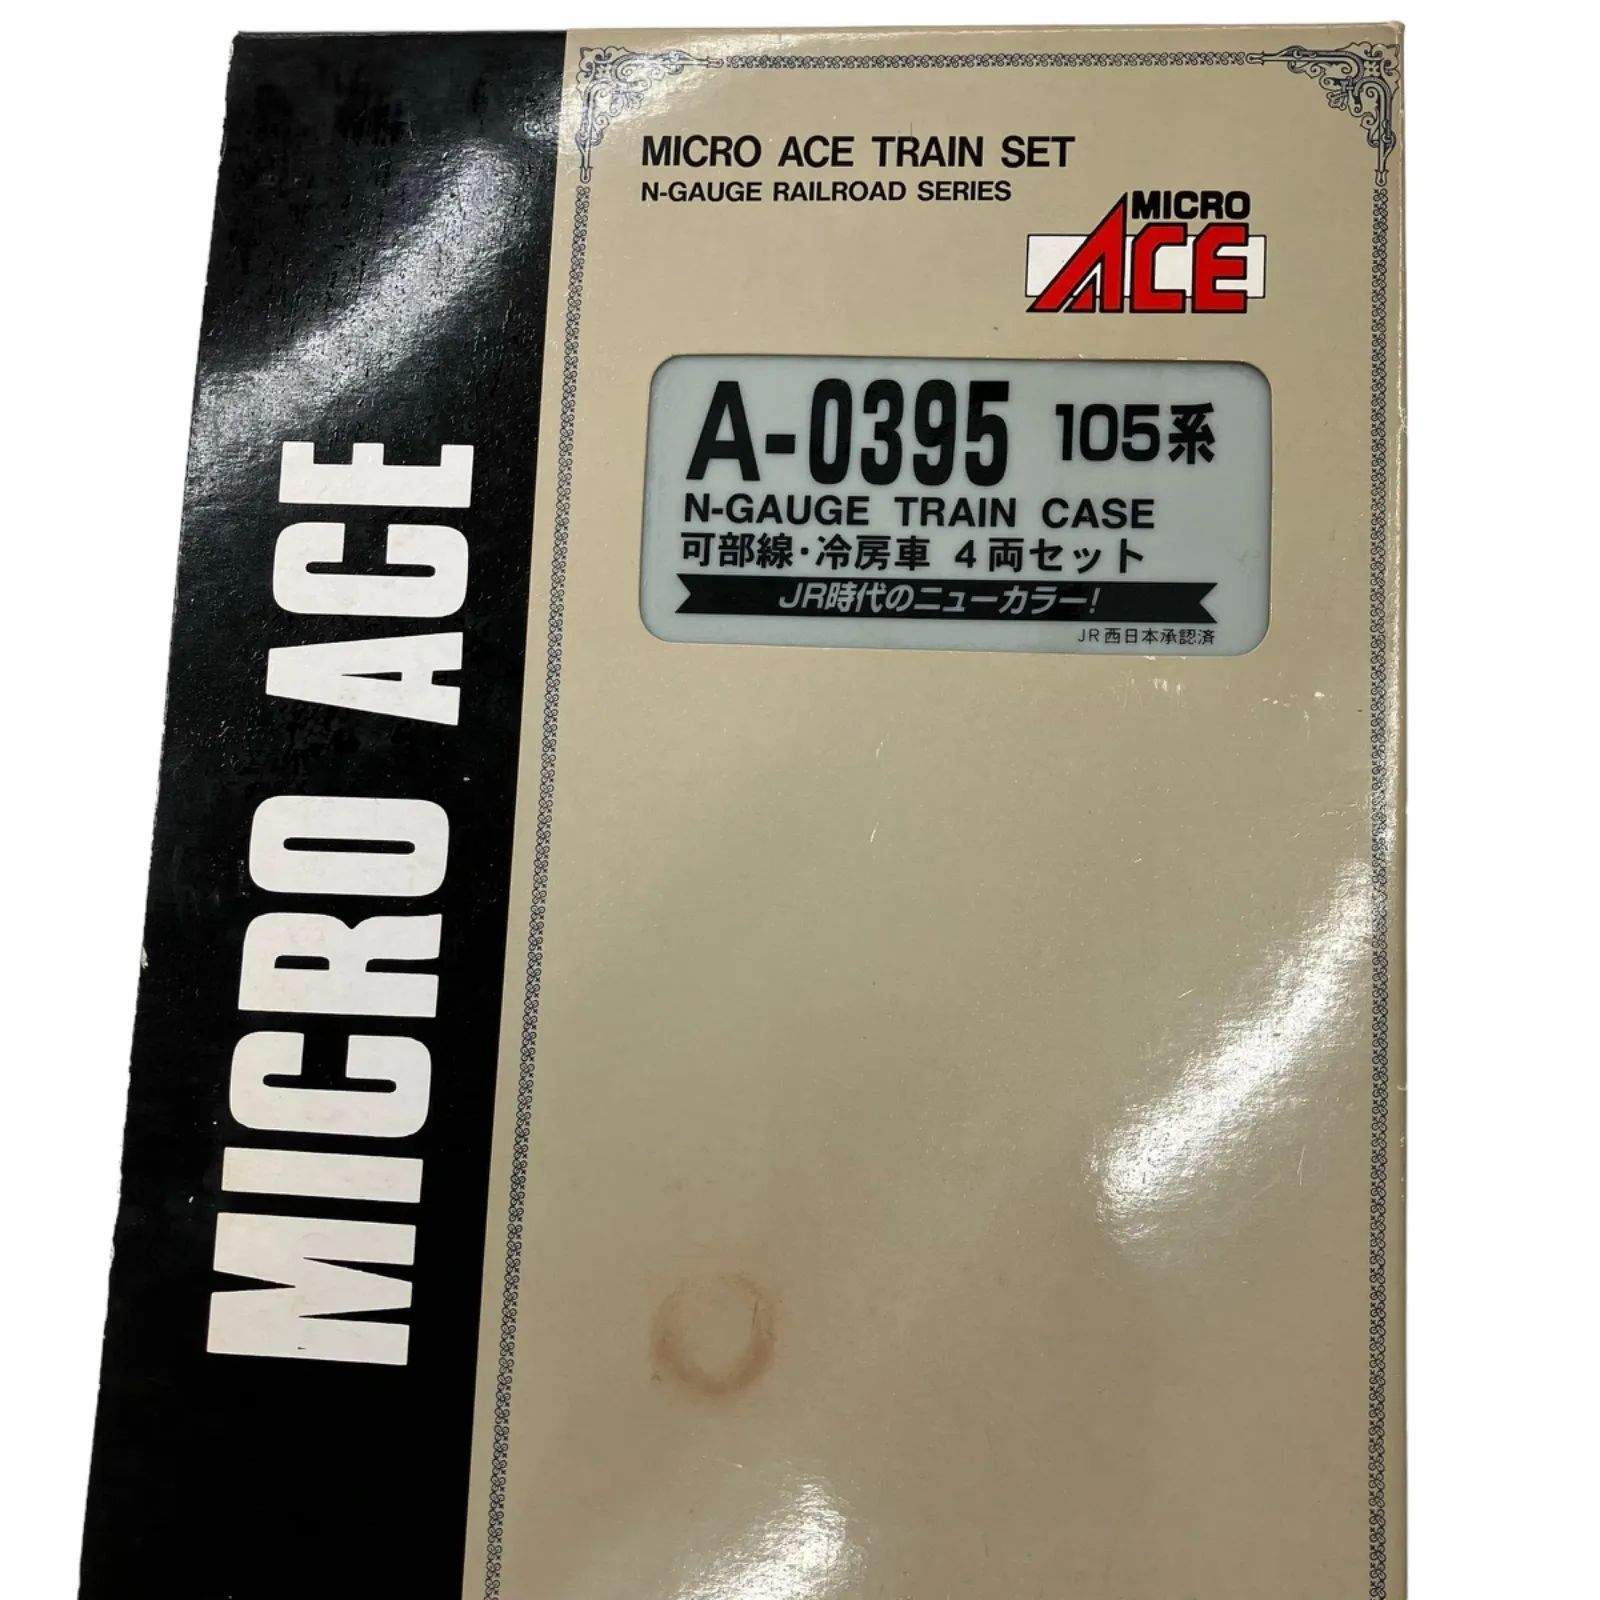 MICRO ACE
MICRO ACE TRAIN SET
N-GAUGE RAILROAD SERIES
MICRO
ACE
A-0395 105系
N-GAUGE TRAIN CASE
可部線・冷房車 4両セット
JR時代のニューカラー!
JR西日本承認済